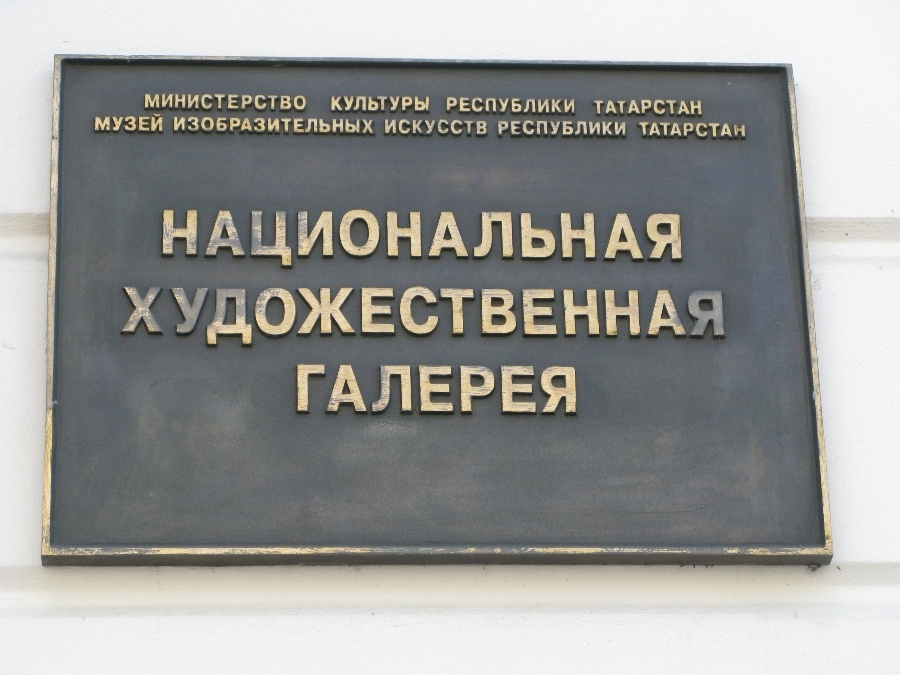 МИНИСТЕРСТВО КУЛЬТУРЫ РЕСПУБЛИКИ ТАТАРСТАН
МУЗЕЙ ИЗОБРАЗИТЕЛЬНЫХ ИСКУССТВ РЕСПУБЛИКИ ТАТАРСТАН
НАЦИОНАЛЬНАЯ
ХУДОЖЕСТВЕННАЯ
ГАЛЕРЕЯ